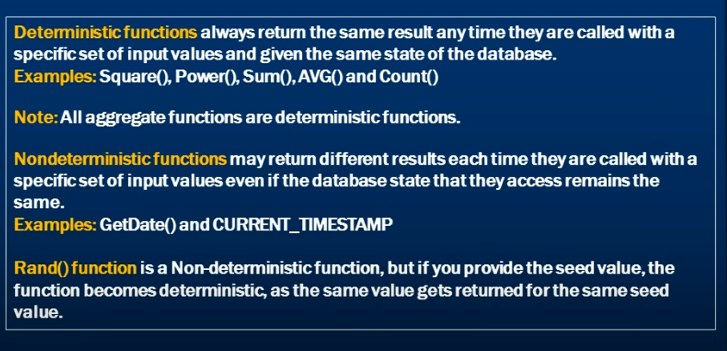 Deterministic functions always return the same result any time they are called with a
specific set of input values and given the same state of the database.
Examples: Square(), Power(), Sum(), AVG() and Count()
Note: All aggregate functions are deterministic functions.
Nondeterministic functions may return different results each time they are called with a
specific set of input values even if the database state that they access remains the
same.
Examples: GetDate() and CURRENT_TIMESTAMP
Rand() function is a Non-deterministic function, but if you provide the seed value, the
function becomes deterministic, as the same value gets returned for the same seed
value.